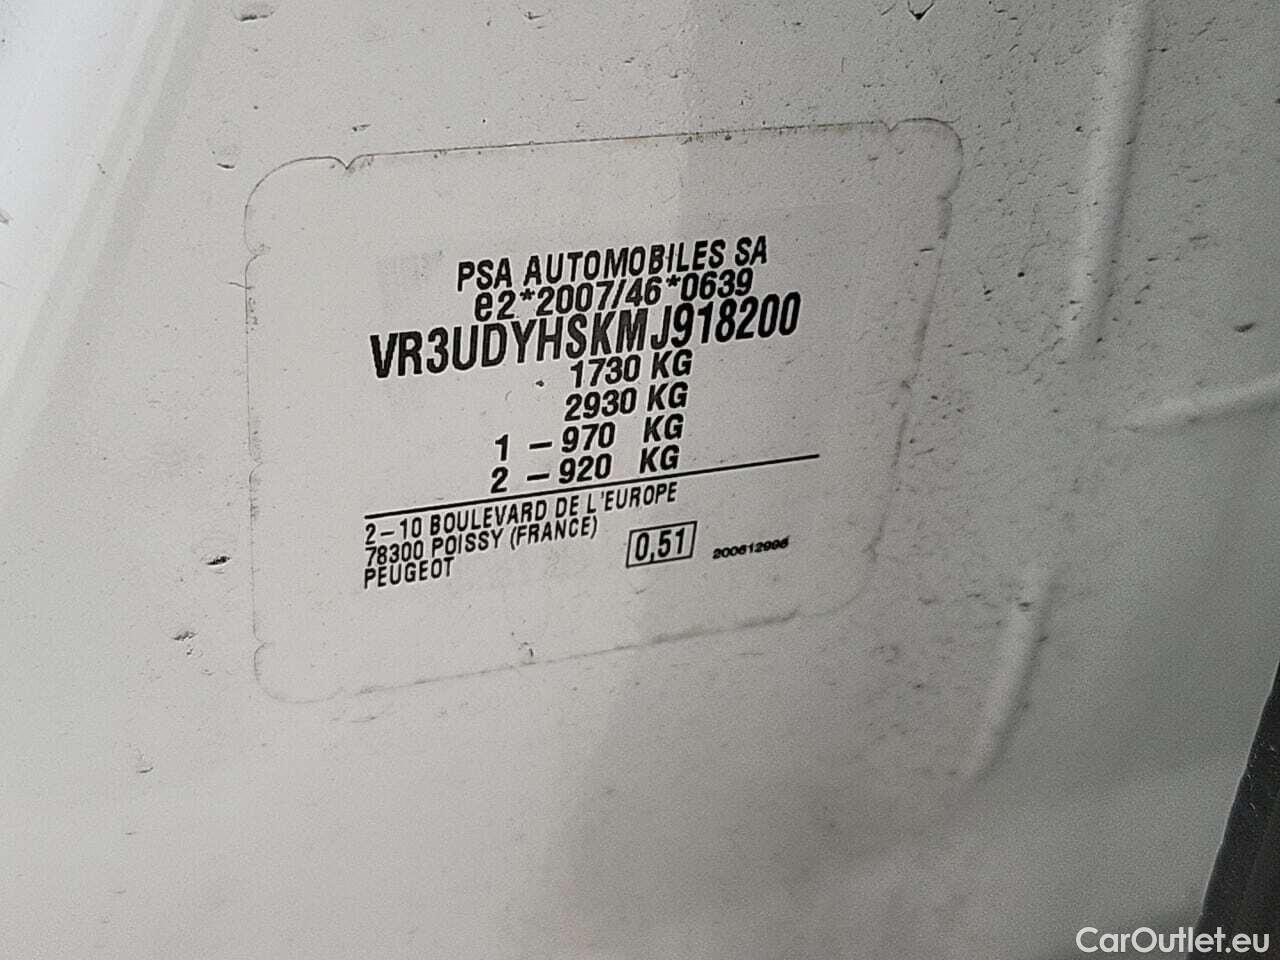 PSA AUTOMOBILES SA
e2*2007/46*0639
VR3UDYHSKMJ918200
1730 KG
2930 KG
1 - 970 KG
2 - 920 KG
2-10 BOULEVARD DE L'EUROPE
78300 POISSY (FRANCE)
PEUGEOT
0,51
CarOutlet.eu